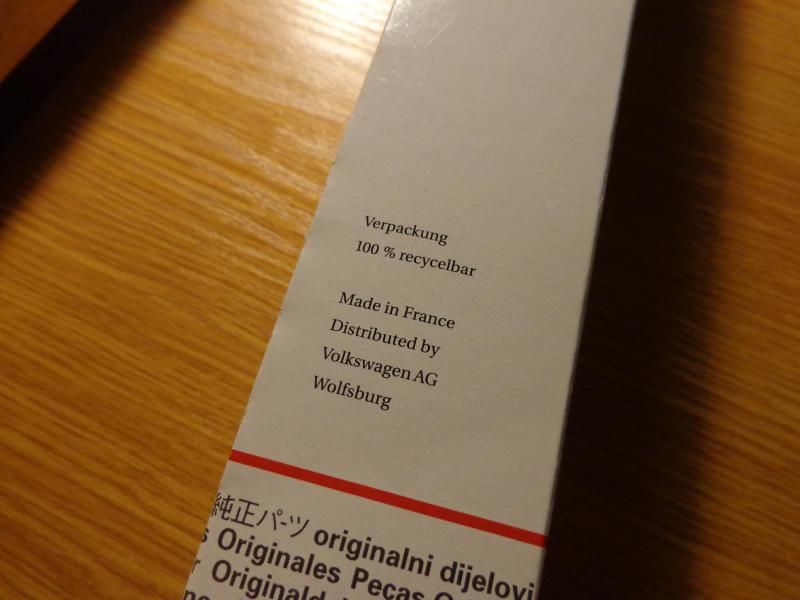 Verpackung
100 % recycelbar
Made in France
Distributed by
Volkswagen AG
Wolfsburg
純正パーツ originalni dijelovi
Originales Peças